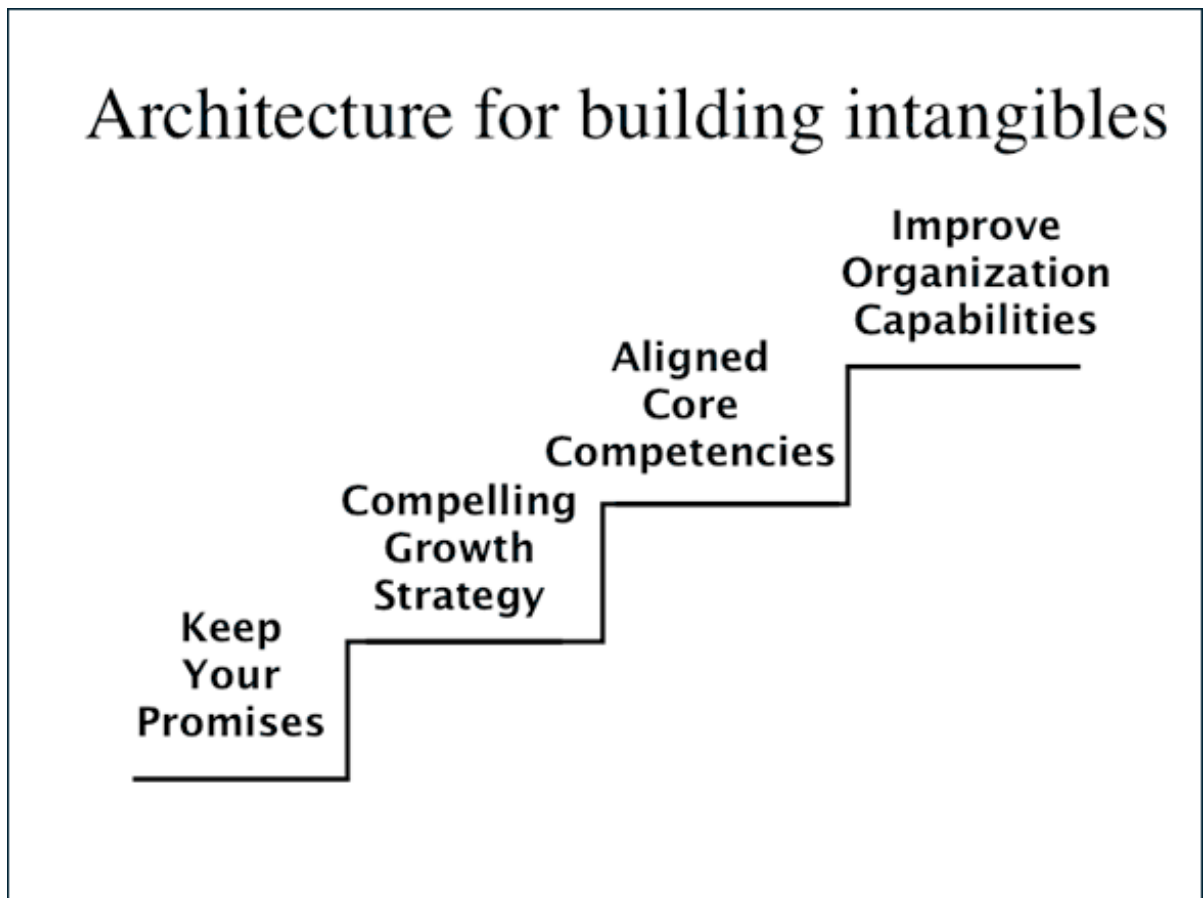 Architecture for building intangibles
Improve
Organization
Capabilities
Aligned
Core
Competencies
Compelling
Growth
Strategy
Keep
Your
Promises